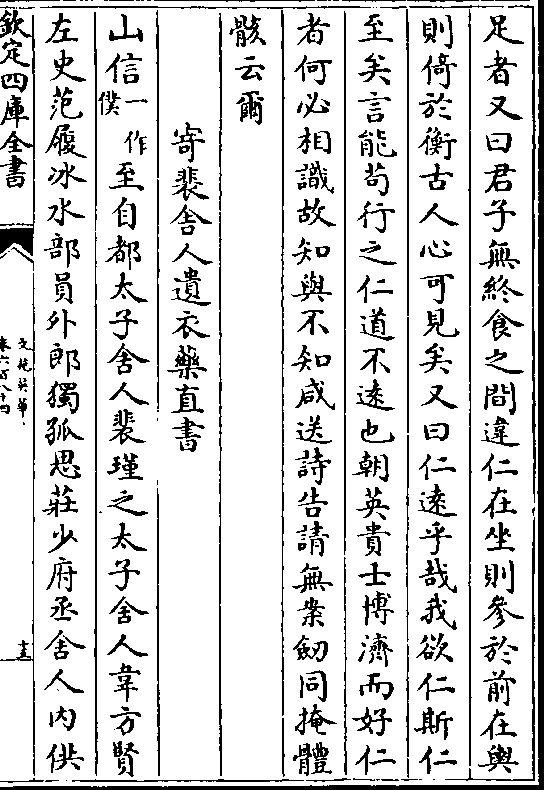 足者又曰君子無終食之間違仁在坐則參於前在輿
則倚於衡古人心可見矣又曰仁遠乎哉我欲仁斯仁
至矣言能苟行之仁道不遠也朝英貴士博濟而好仁
者何必相識故知與不知咸送詩告請無案劒同掩體
骸云爾
寄裴舍人遺衣藥直書
山信一作僕至自都太子舍人裴瑾之太子舍人韋方賢
左史范履冰水部員外郎獨孤思莊少府丞舍人内供
欽定四庫全書
文苑英華
卷六百八十四